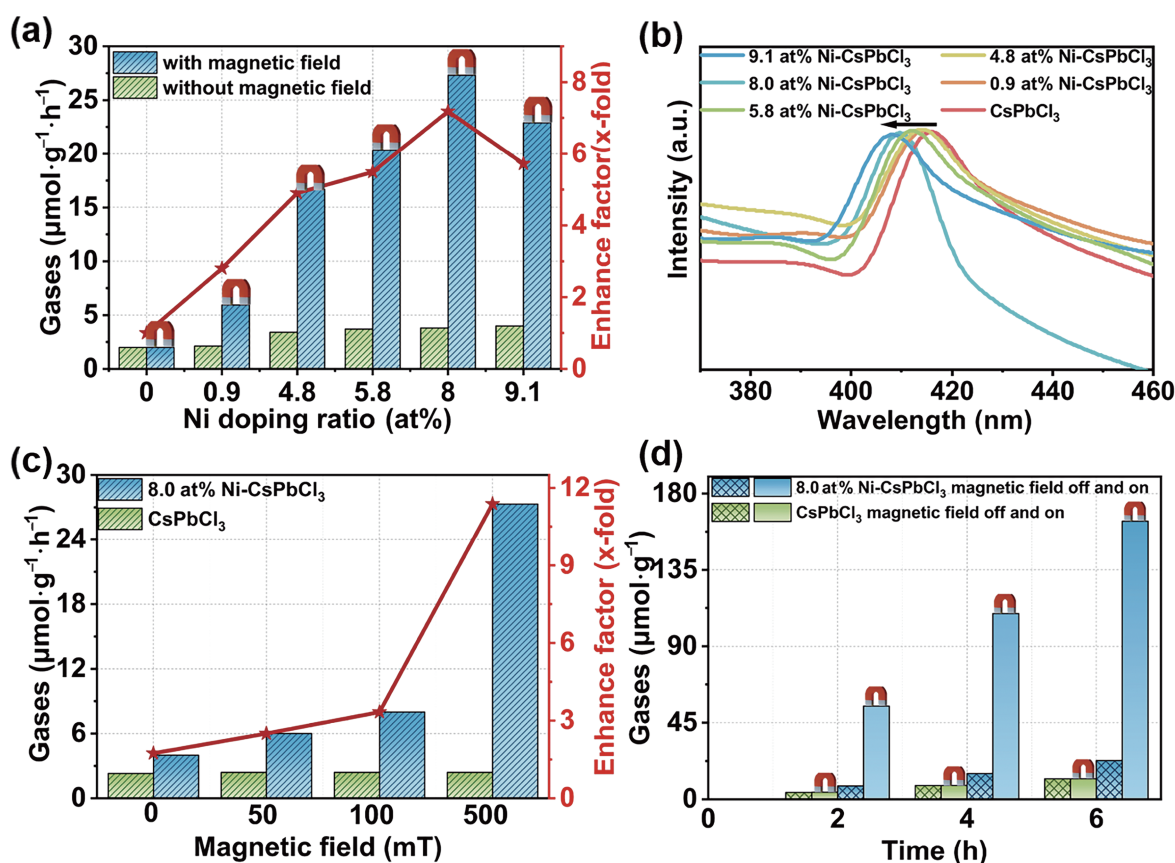 (a)
Gases (μmol·g⁻¹·h⁻¹)
30
25
20
15
10
5
0
with magnetic field
without magnetic field
8
6
4
2
1
0
Enhance factor(x-fold)
0 0.9 4.8 5.8 8 9.1
Ni doping ratio (at%)
(b)
Intensity (a.u.)
9.1 at% Ni-CsPbCl₃
8.0 at% Ni-CsPbCl₃
5.8 at% Ni-CsPbCl₃
4.8 at% Ni-CsPbCl₃
0.9 at% Ni-CsPbCl₃
CsPbCl₃
380 400 420 440 460
Wavelength (nm)
(c)
Gases (μmol·g⁻¹·h⁻¹)
30
24
18
12
6
0
8.0 at% Ni-CsPbCl₃
CsPbCl₃
12
9
6
3
0
Enhance factor (x-fold)
0 50 100 500
Magnetic field (mT)
(d)
Gases (μmol·g⁻¹)
180
135
90
45
0
8.0 at% Ni-CsPbCl₃ magnetic field off and on
CsPbCl₃ magnetic field off and on
0 2 4 6
Time (h)